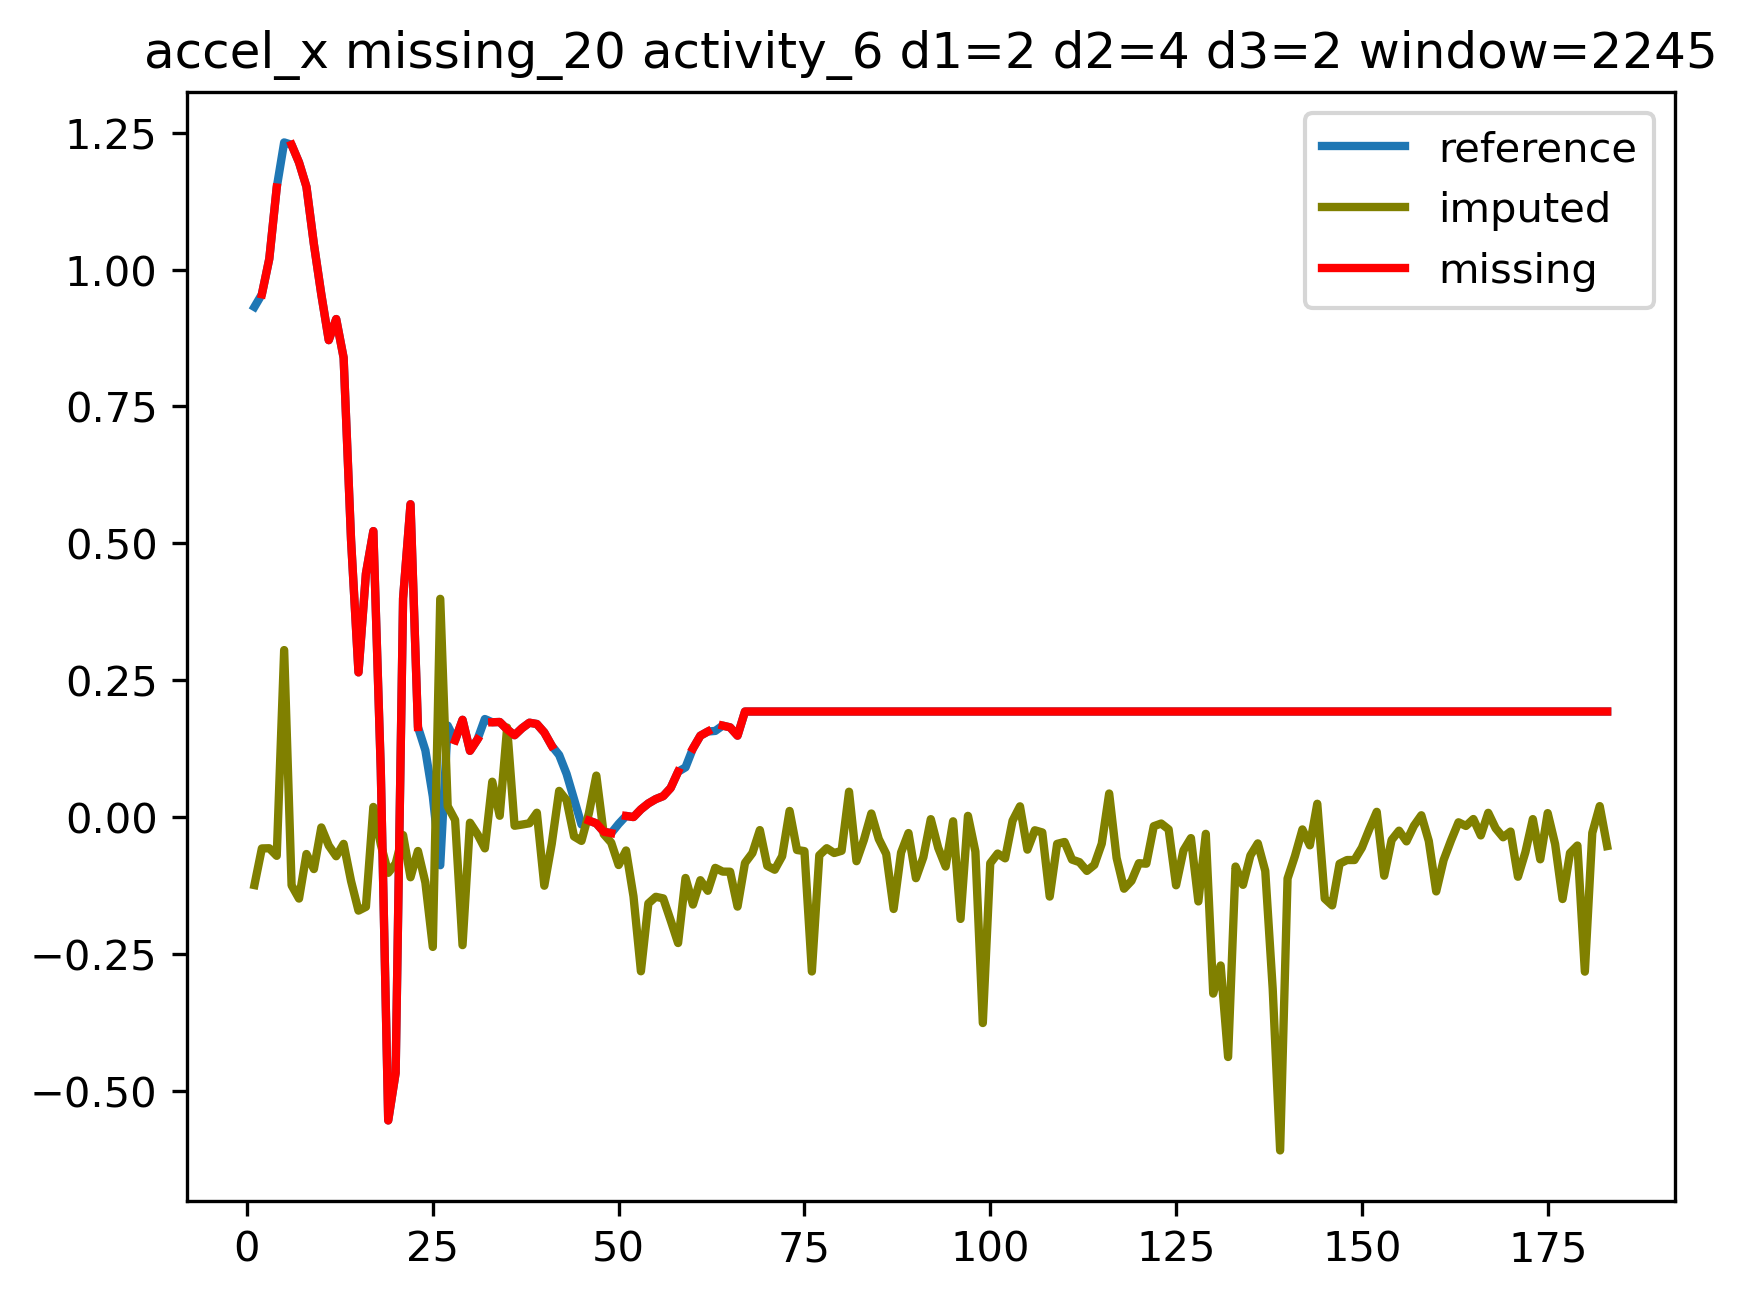 accel_x missing_20 activity_6 d1=2 d2=4 d3=2 window=2245
reference
imputed
missing
1.25
1.00
0.75
0.50
0.25
0.00
−0.25
−0.50
0 25 50 75 100 125 150 175